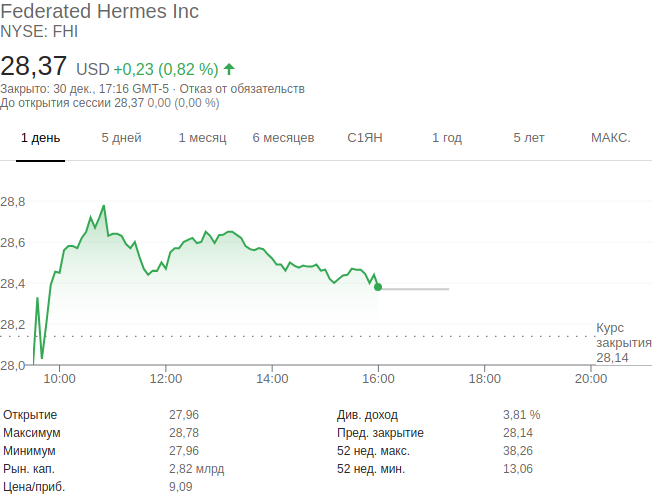 Federated Hermes Inc
NYSE: FHI
28,37 USD +0,23 (0,82 %)
Закрыто: 30 дек., 17:16 GMT-5 · Отказ от обязательств
До открытия сессии 28,37 0,00 (0,00 %)
1 день 5 дней 1 месяц 6 месяцев С1ЯН 1 год 5 лет МАКС.
28,8
28,6
28,4
28,2
Курс
закрытия
28,14
28,0
10:00 12:00 14:00 16:00 18:00 20:00
Открытие 27,96 Див. доход 3,81 %
Максимум 28,78 Пред. закрытие 28,14
Минимум 27,96 52 нед. макс. 38,26
Рын. кап. 2,82 млрд 52 нед. мин. 13,06
Цена/приб. 9,09